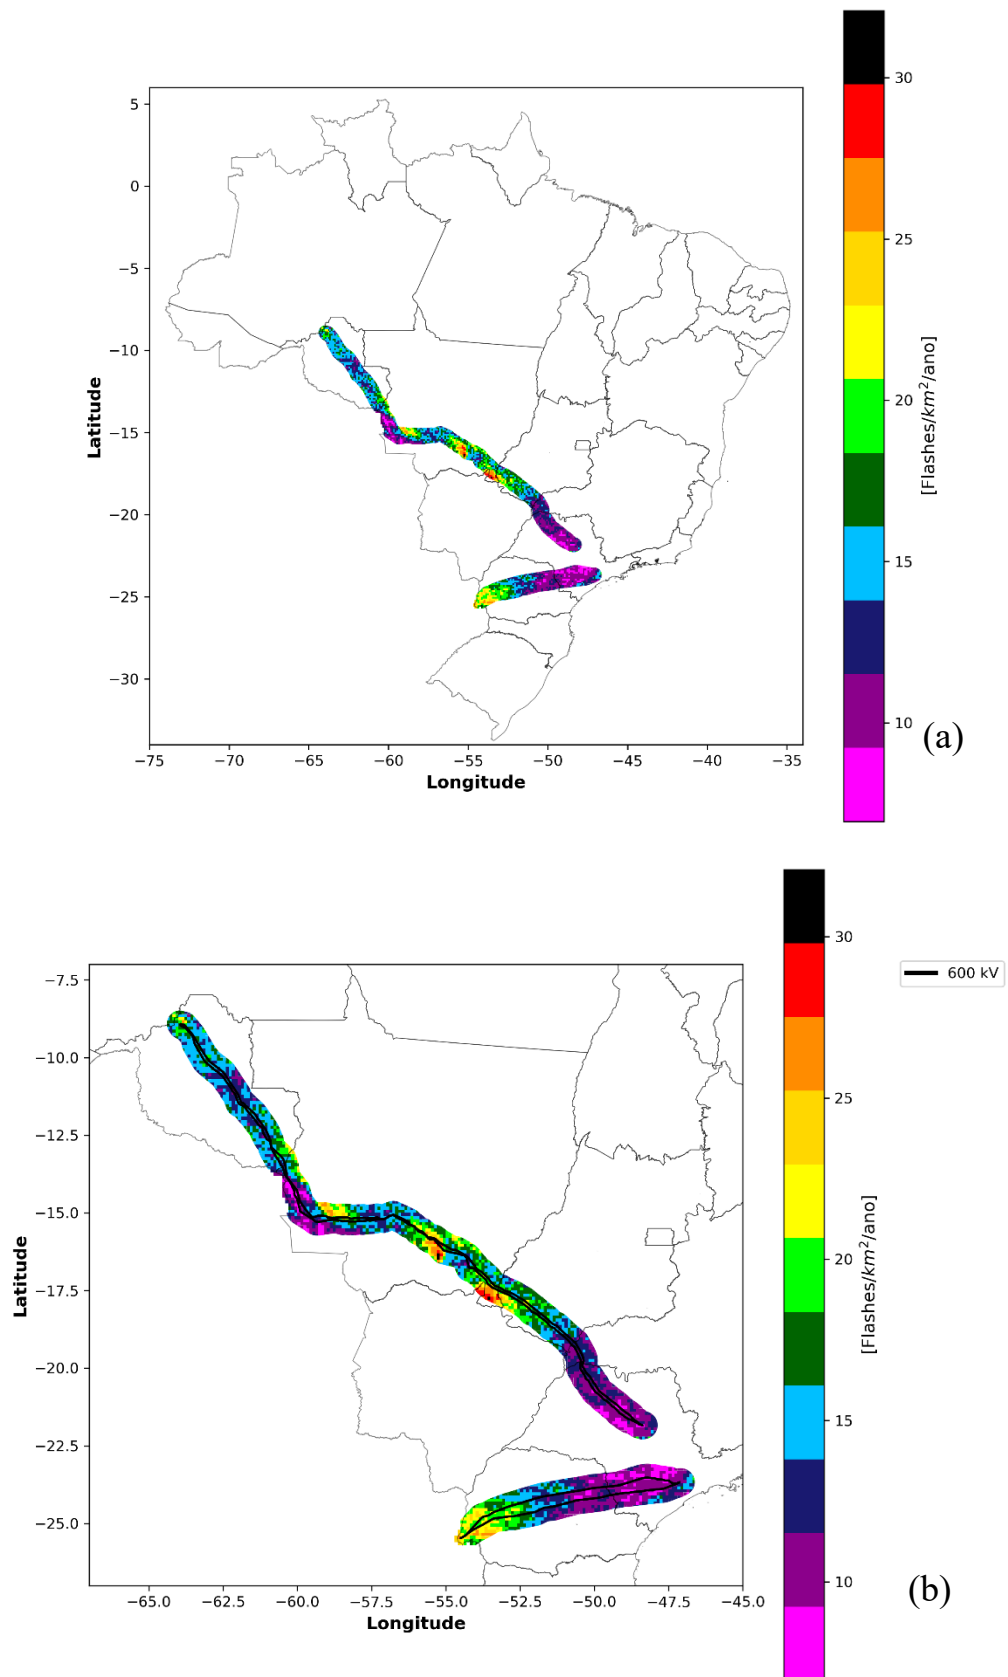 30
5
0
25
−5
−10
20
[Flashes/km²/ano]
Latitude
−15
−20
15
−25
−30
10
(a)
−75 −70 −65 −60 −55 −50 −45 −40 −35
Longitude
30
600 kV
−7.5
−10.0
25
−12.5
−15.0
[Flashes/km²/ano]
20
Latitude
−17.5
−20.0
15
−22.5
−25.0
10
(b)
−65.0 −62.5 −60.0 −57.5 −55.0 −52.5 −50.0 −47.5 −45.0
Longitude